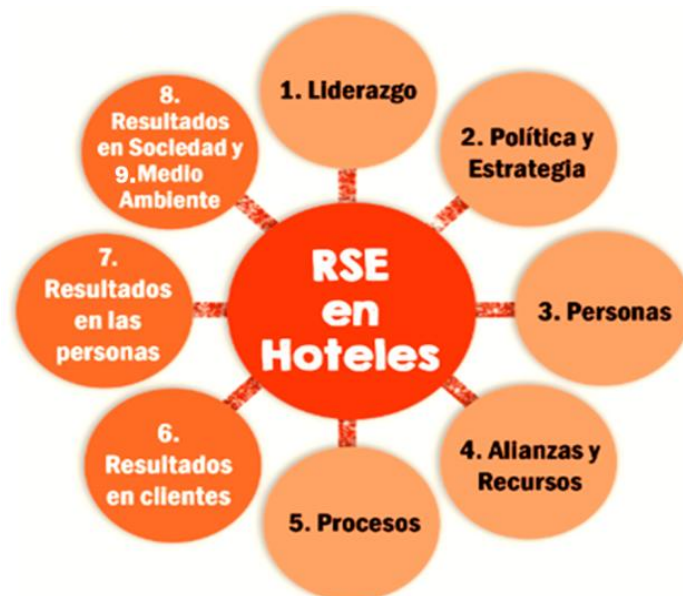 1. Liderazgo
2. Política y
Estrategia
3. Personas
4. Alianzas y
Recursos
5. Procesos
6.
Resultados
en clientes
7.
Resultados
en las
personas
8.
Resultados
en Sociedad y
9.Medio
Ambiente
RSE
en
Hoteles